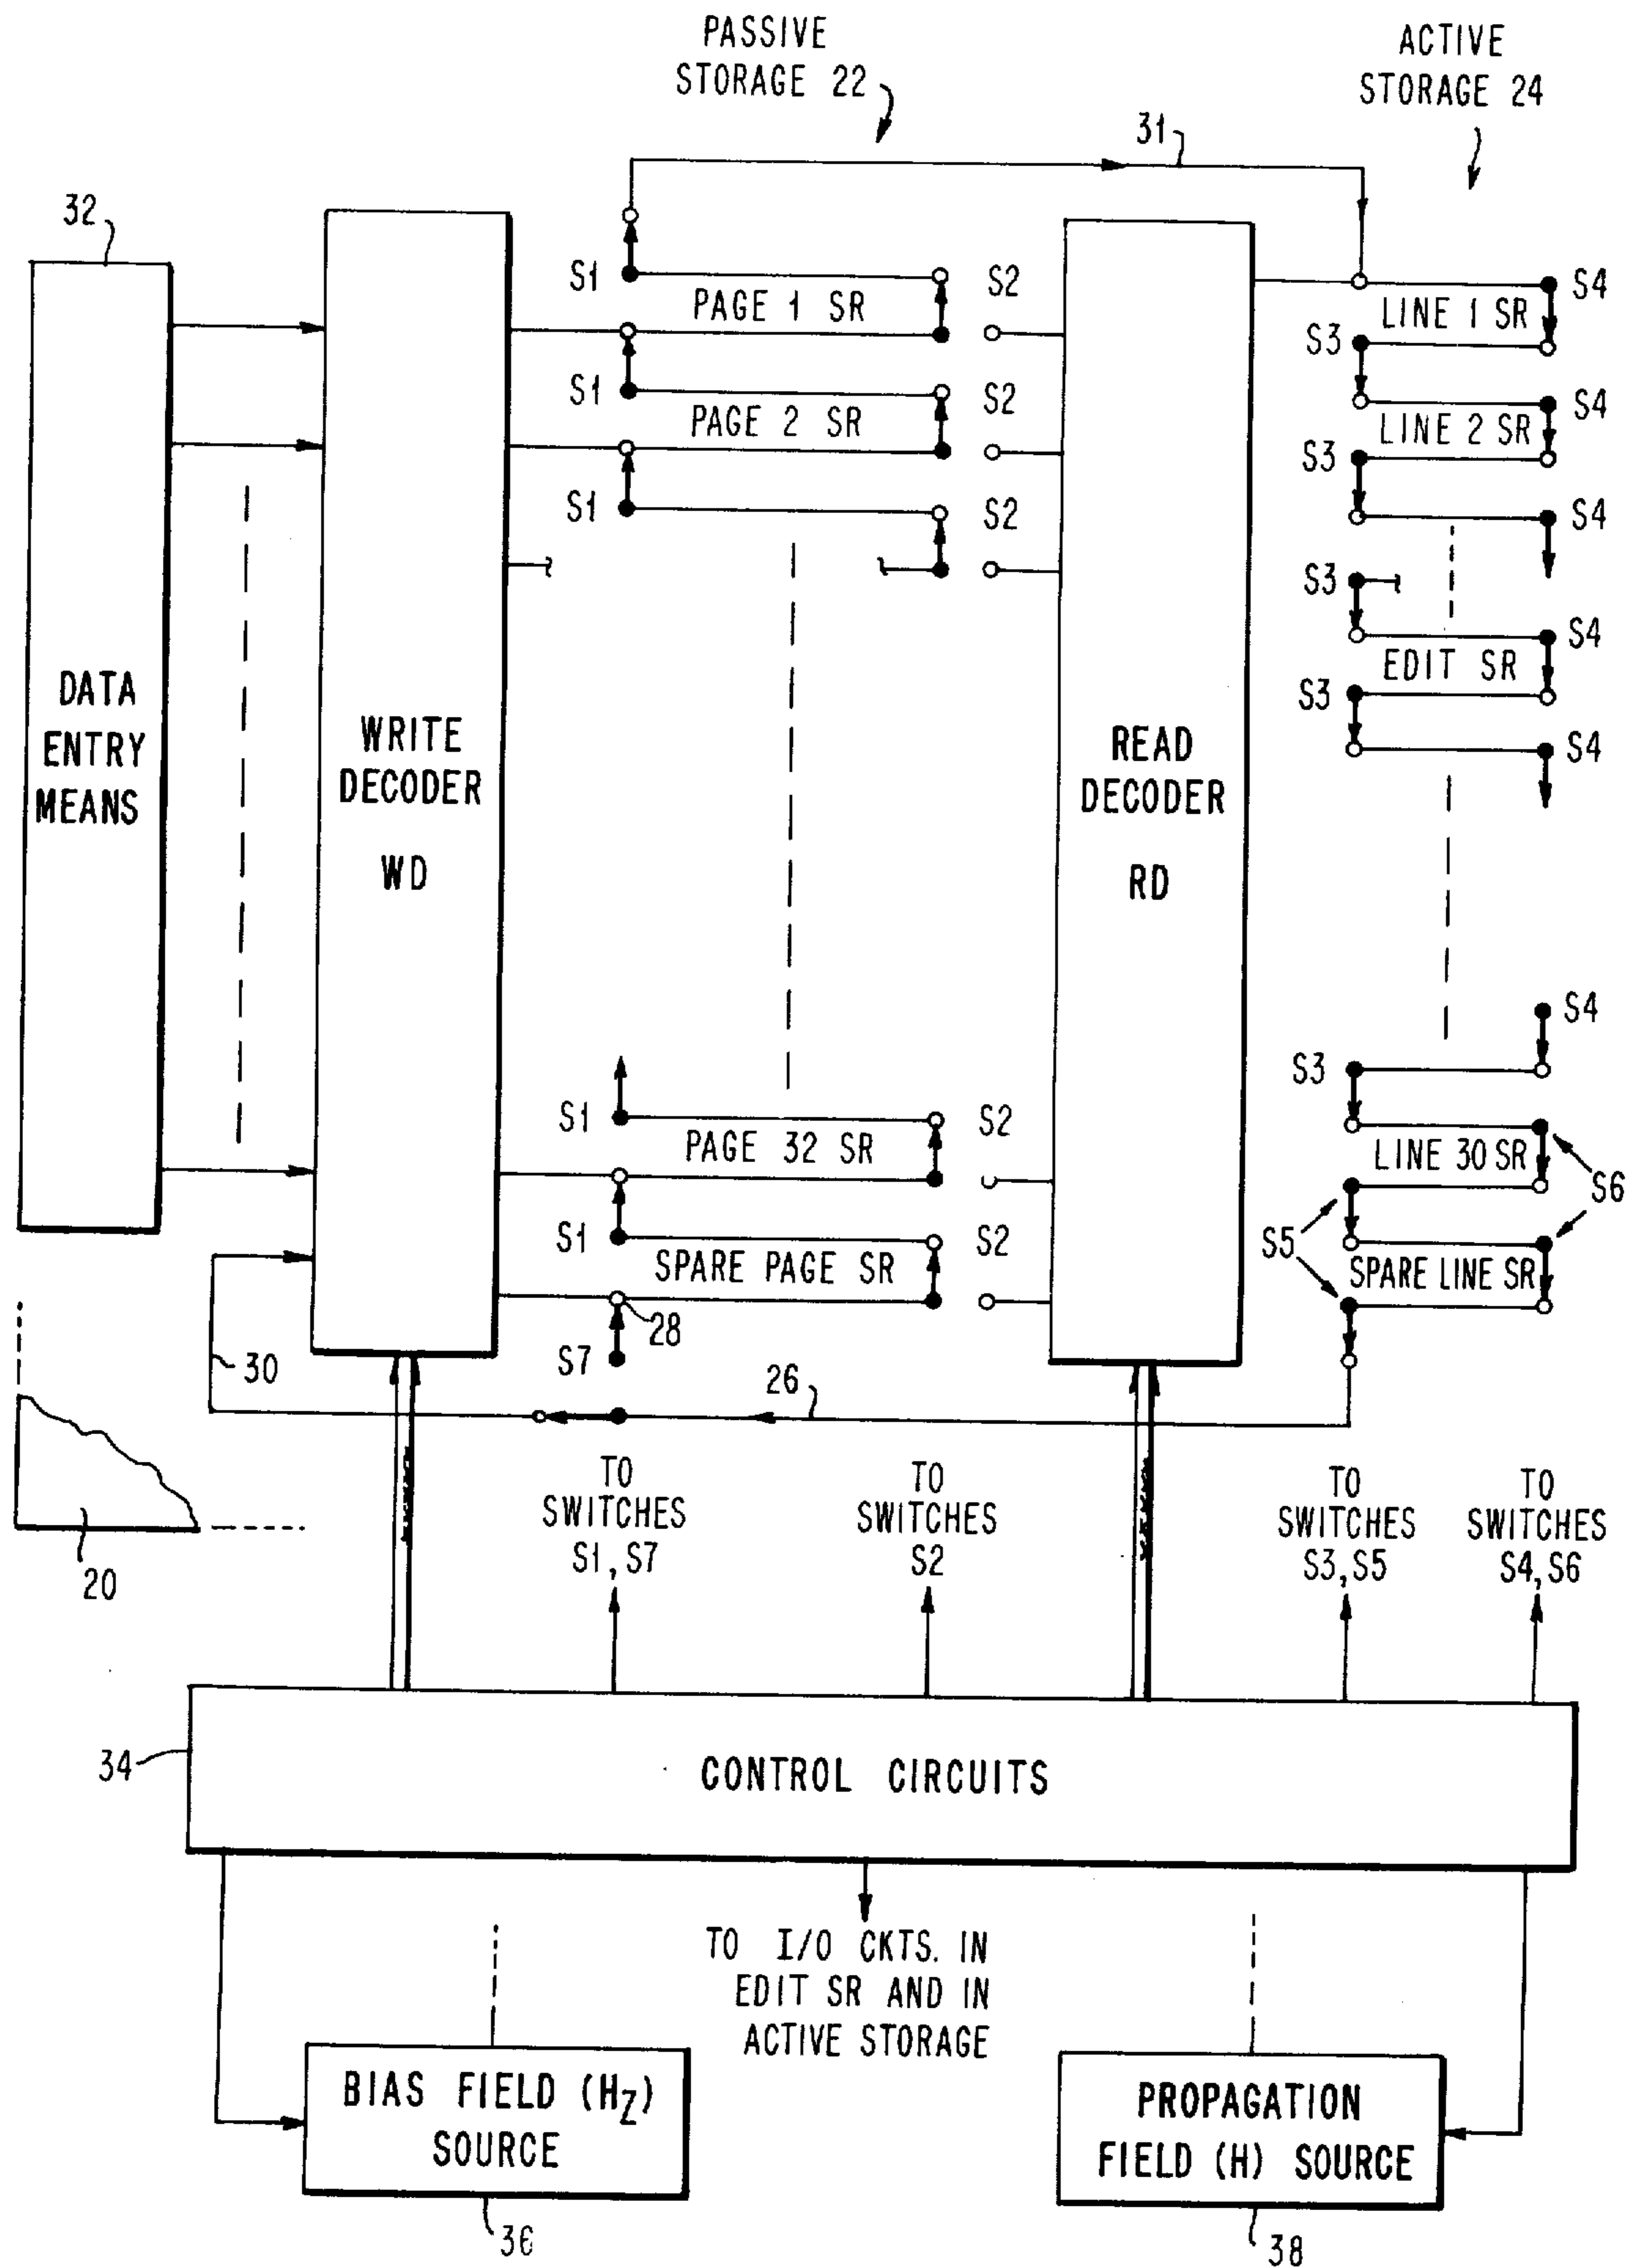 PASSIVE
STORAGE 22
ACTIVE
STORAGE 24
31
32
S1
PAGE 1 SR
S2
LINE 1 SR
S4
S3
S1
PAGE 2 SR
S2
LINE 2 SR
S4
S3
S1
S2
S4
S3
S4
EDIT SR
S3
S4
DATA
ENTRY
MEANS
WRITE
DECODER
WD
READ
DECODER
RD
S4
S3
S1
PAGE 32 SR
S2
LINE 30 SR
S6
S1
SPARE PAGE SR
S2
S5
SPARE LINE SR
28
S7
30
26
20
TO
SWITCHES
S1, S7
TO
SWITCHES
S2
TO
SWITCHES
S3, S5
TO
SWITCHES
S4, S6
34
CONTROL CIRCUITS
TO I/O CKTS. IN
EDIT SR AND IN
ACTIVE STORAGE
BIAS FIELD (HZ)
SOURCE
PROPAGATION
FIELD (H) SOURCE
36
38